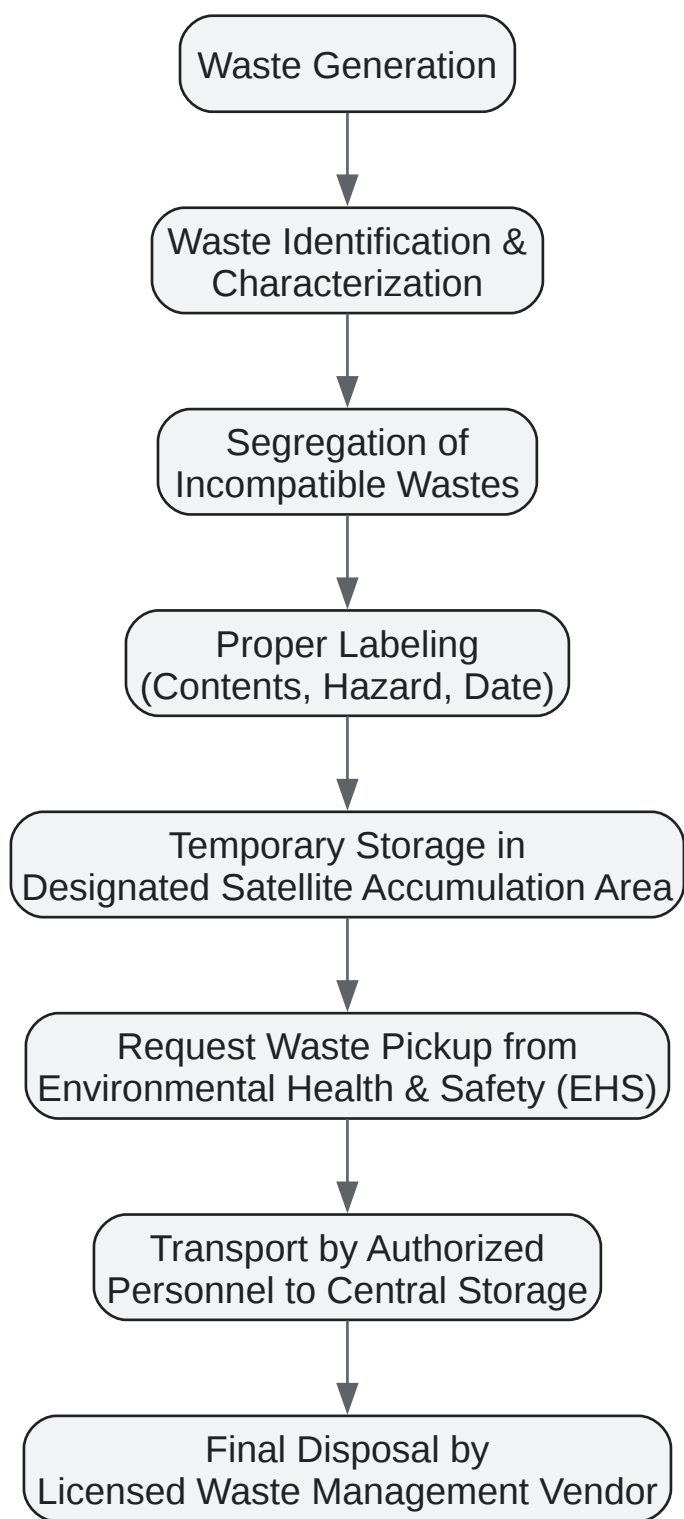 Waste Generation
Waste Identification &
Characterization
Segregation of
Incompatible Wastes
Proper Labeling
(Contents, Hazard, Date)
Temporary Storage in
Designated Satellite Accumulation Area
Request Waste Pickup from
Environmental Health & Safety (EHS)
Transport by Authorized
Personnel to Central Storage
Final Disposal by
Licensed Waste Management Vendor